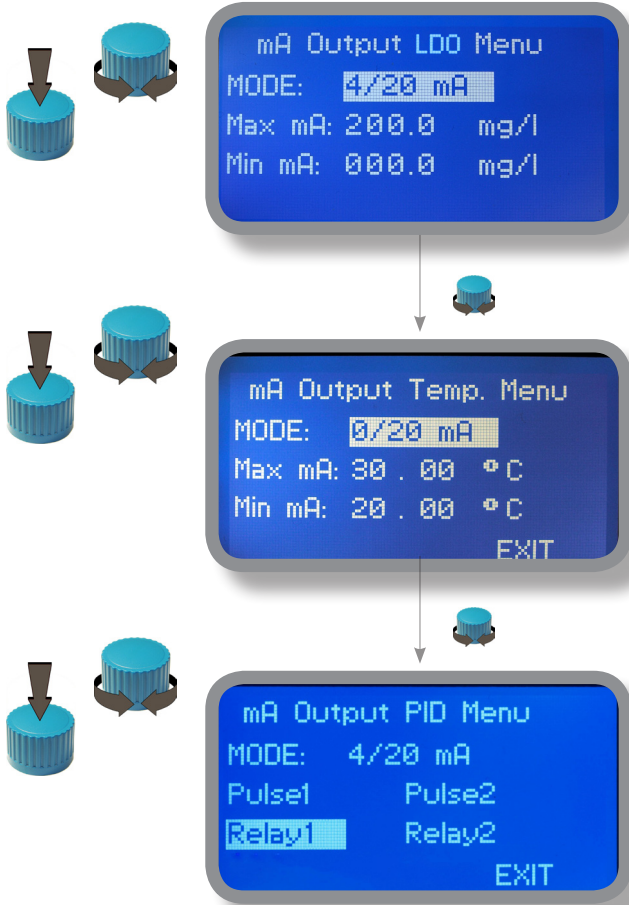 mA Output LDO Menu
MODE: 4/20 mA
Max mA: 200.0 mg/l
Min mA: 000.0 mg/l
mA Output Temp. Menu
MODE: 0/20 mA
Max mA: 30 . 00 °C
Min mA: 20 . 00 °C
EXIT
mA Output PID Menu
MODE: 4/20 mA
Pulse1 Pulse2
Relay1 Relay2
EXIT